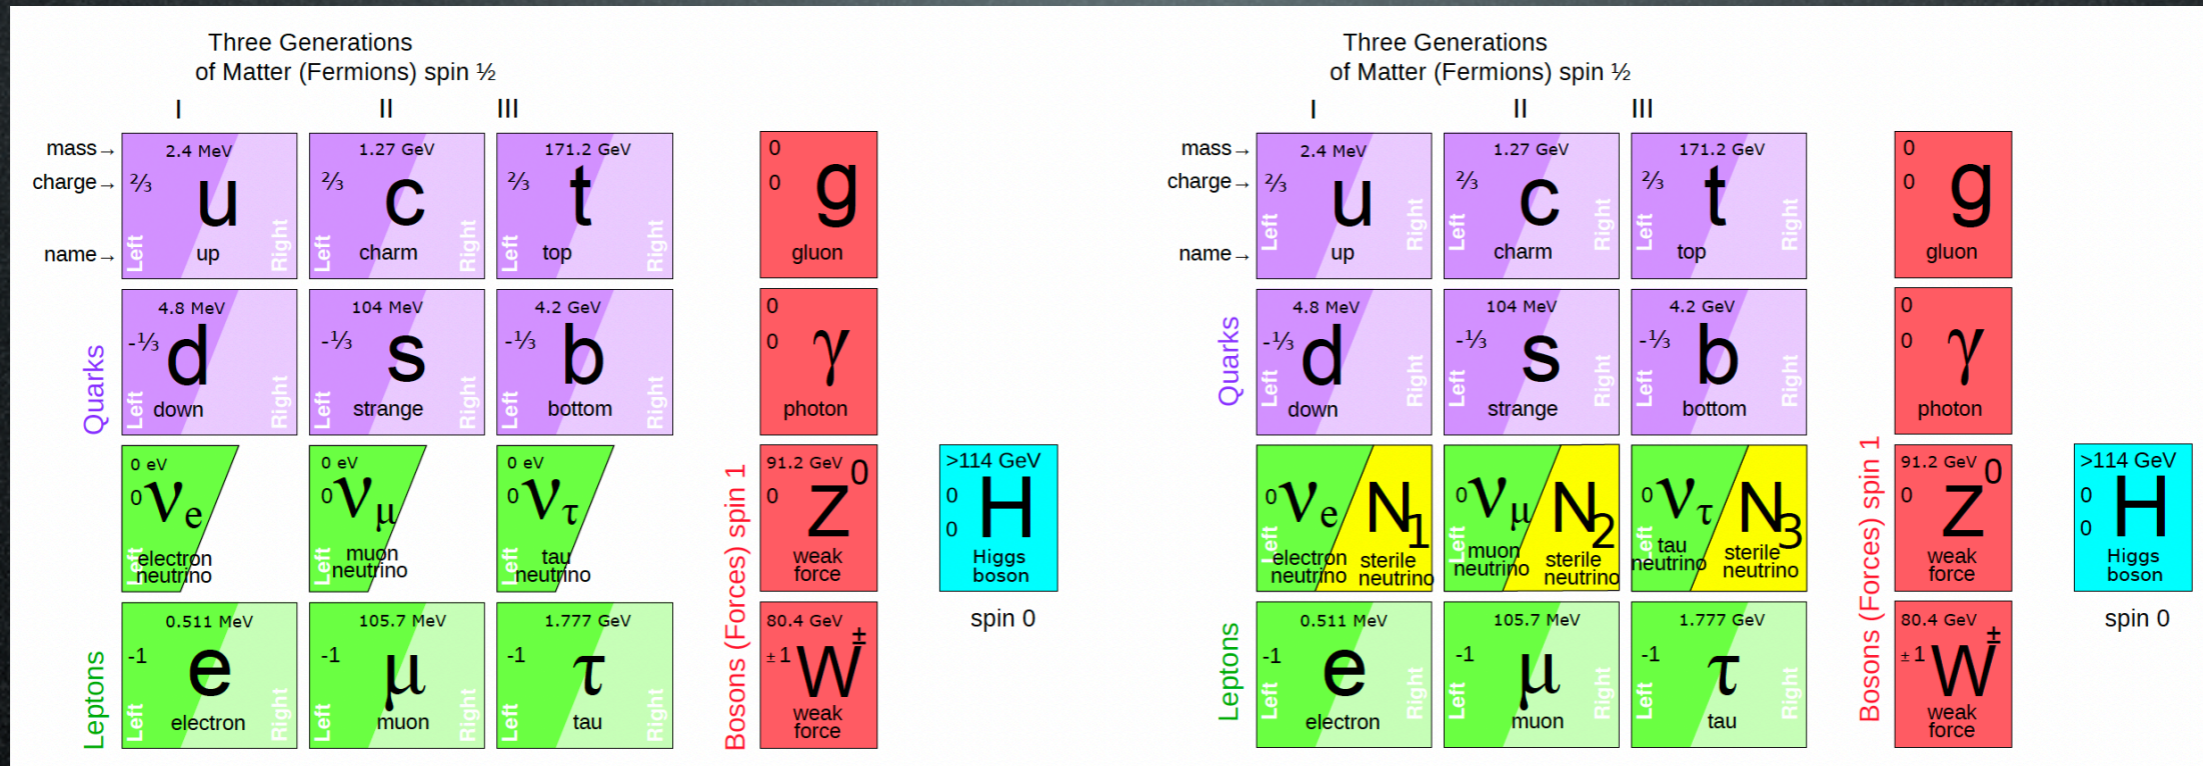 Three Generations
of Matter (Fermions) spin ½
I II III
mass→
charge→
name→
2.4 MeV
⅔
u
Left
up
Right
1.27 GeV
⅔
c
Left
charm
Right
171.2 GeV
⅔
t
Left
top
Right
0
0
g
gluon
Quarks
4.8 MeV
-⅓
d
Left
down
Right
104 MeV
-⅓
s
Left
strange
Right
4.2 GeV
-⅓
b
Left
bottom
Right
0
0
γ
photon
0 eV
0
νe
Left
electron
neutrino
0 eV
0
νμ
Left
muon
neutrino
0 eV
0
ντ
Left
tau
neutrino
Bosons (Forces) spin 1
91.2 GeV
0
Z0
weak
force
>114 GeV
0
0
H
Higgs
boson
spin 0
Leptons
0.511 MeV
-1
e
Left
electron
Right
105.7 MeV
-1
μ
Left
muon
Right
1.777 GeV
-1
τ
Left
tau
Right
80.4 GeV
±1
W±
weak
force
Three Generations
of Matter (Fermions) spin ½
I II III
mass→
charge→
name→
2.4 MeV
⅔
u
Left
up
Right
1.27 GeV
⅔
c
Left
charm
Right
171.2 GeV
⅔
t
Left
top
Right
0
0
g
gluon
Quarks
4.8 MeV
-⅓
d
Left
down
Right
104 MeV
-⅓
s
Left
strange
Right
4.2 GeV
-⅓
b
Left
bottom
Right
0
0
γ
photon
0
νe
Left
electron
neutrino
N1
sterile
neutrino
0
νμ
Left
muon
neutrino
N2
sterile
neutrino
0
ντ
Left
tau
neutrino
N3
sterile
neutrino
Bosons (Forces) spin 1
91.2 GeV
0
Z0
weak
force
>114 GeV
0
0
H
Higgs
boson
spin 0
Leptons
0.511 MeV
-1
e
Left
electron
Right
105.7 MeV
-1
μ
Left
muon
Right
1.777 GeV
-1
τ
Left
tau
Right
80.4 GeV
±1
W±
weak
force